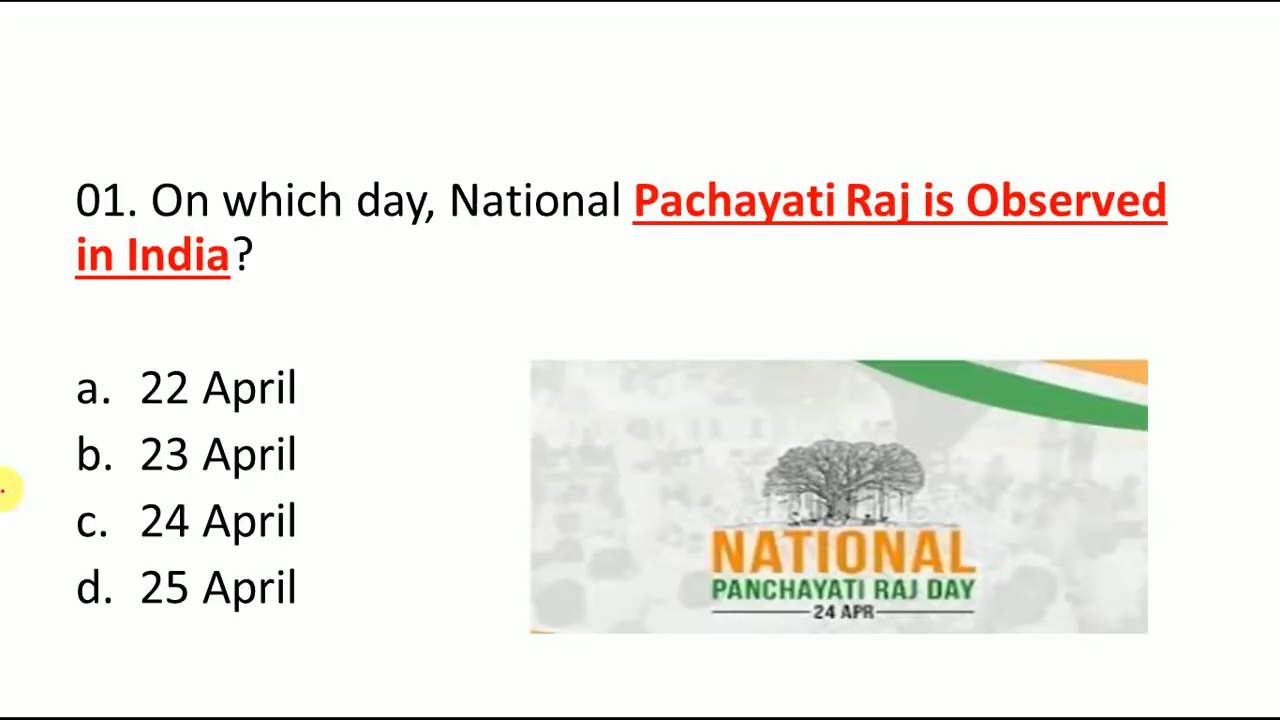 01. On which day, National Pachayati Raj is Observed
in India?
a. 22 April
b. 23 April
c. 24 April
d. 25 April
NATIONAL
PANCHAYATI RAJ DAY
24 APR